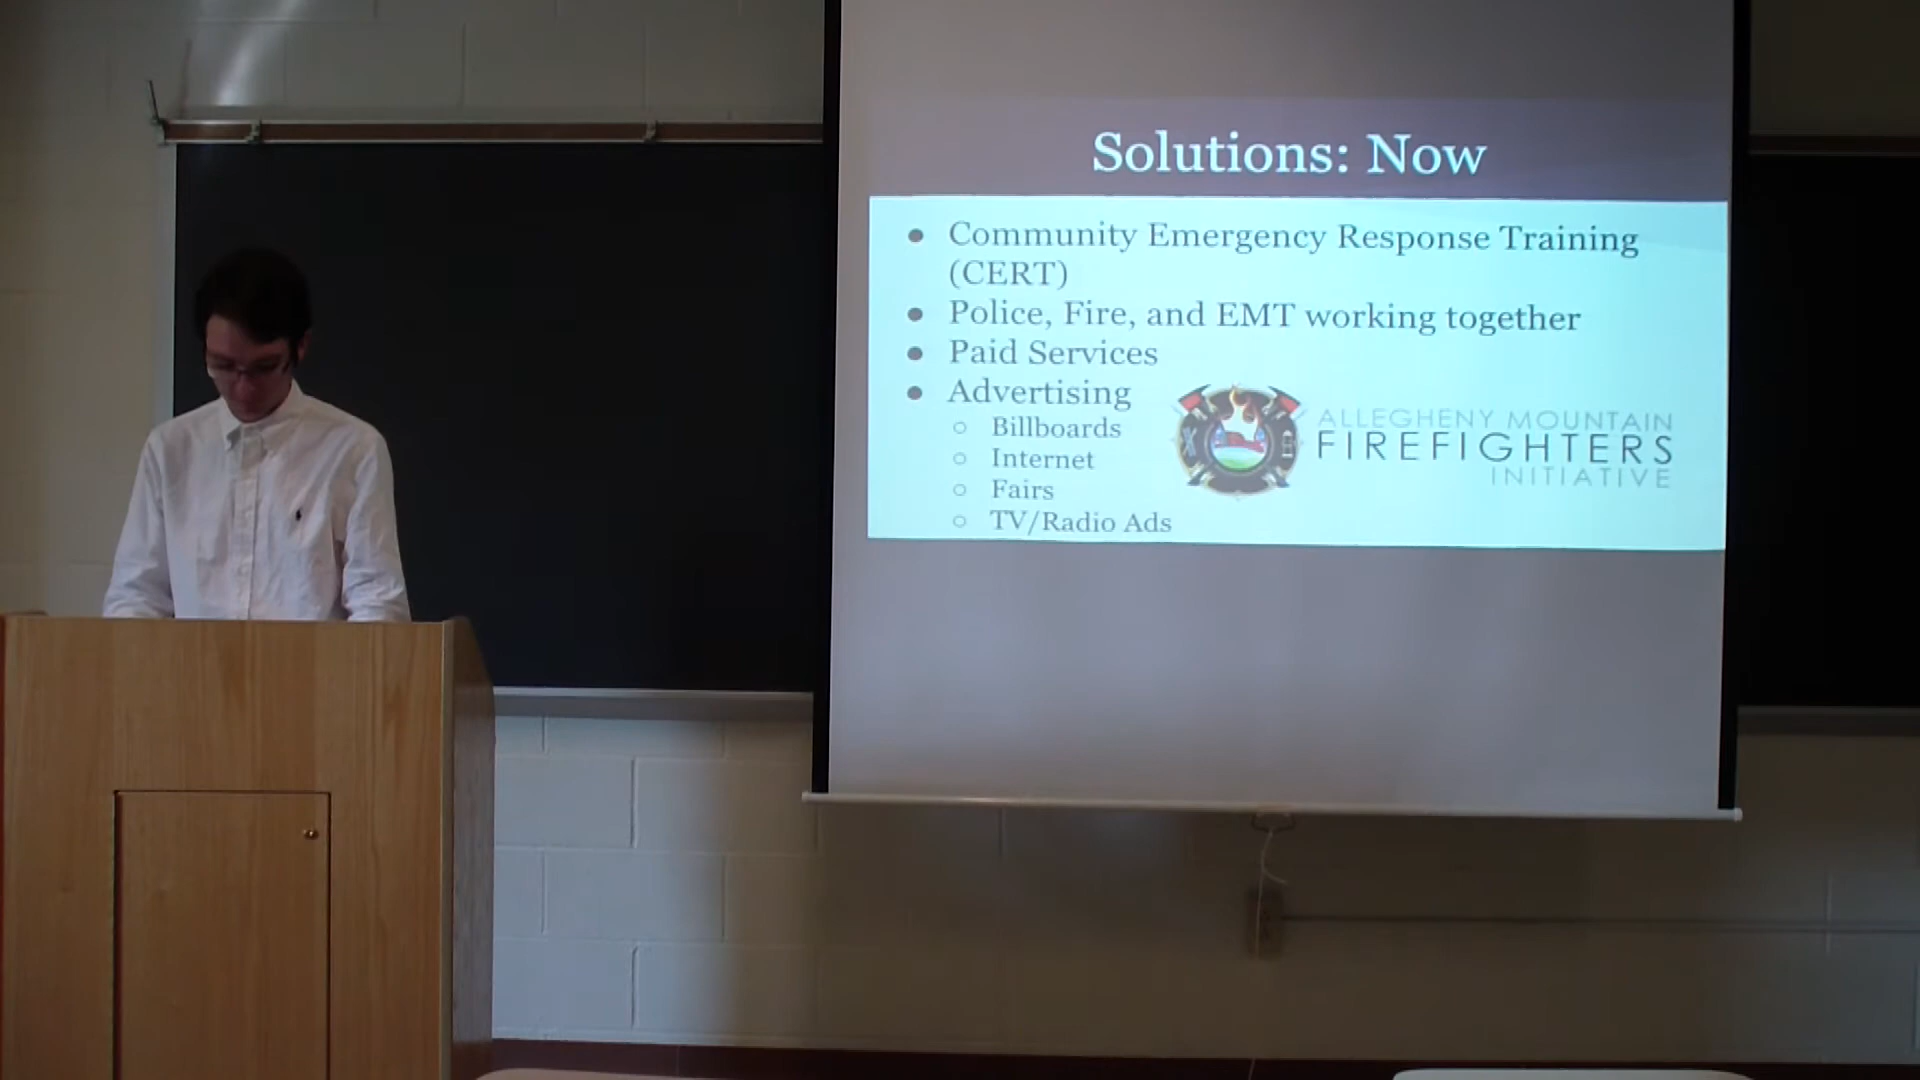 Solutions: Now
● Community Emergency Response Training
(CERT)
● Police, Fire, and EMT working together
● Paid Services
● Advertising
○ Billboards
○ Internet
○ Fairs
○ TV/Radio Ads
ALLEGHENY MOUNTAIN
FIREFIGHTERS
INITIATIVE